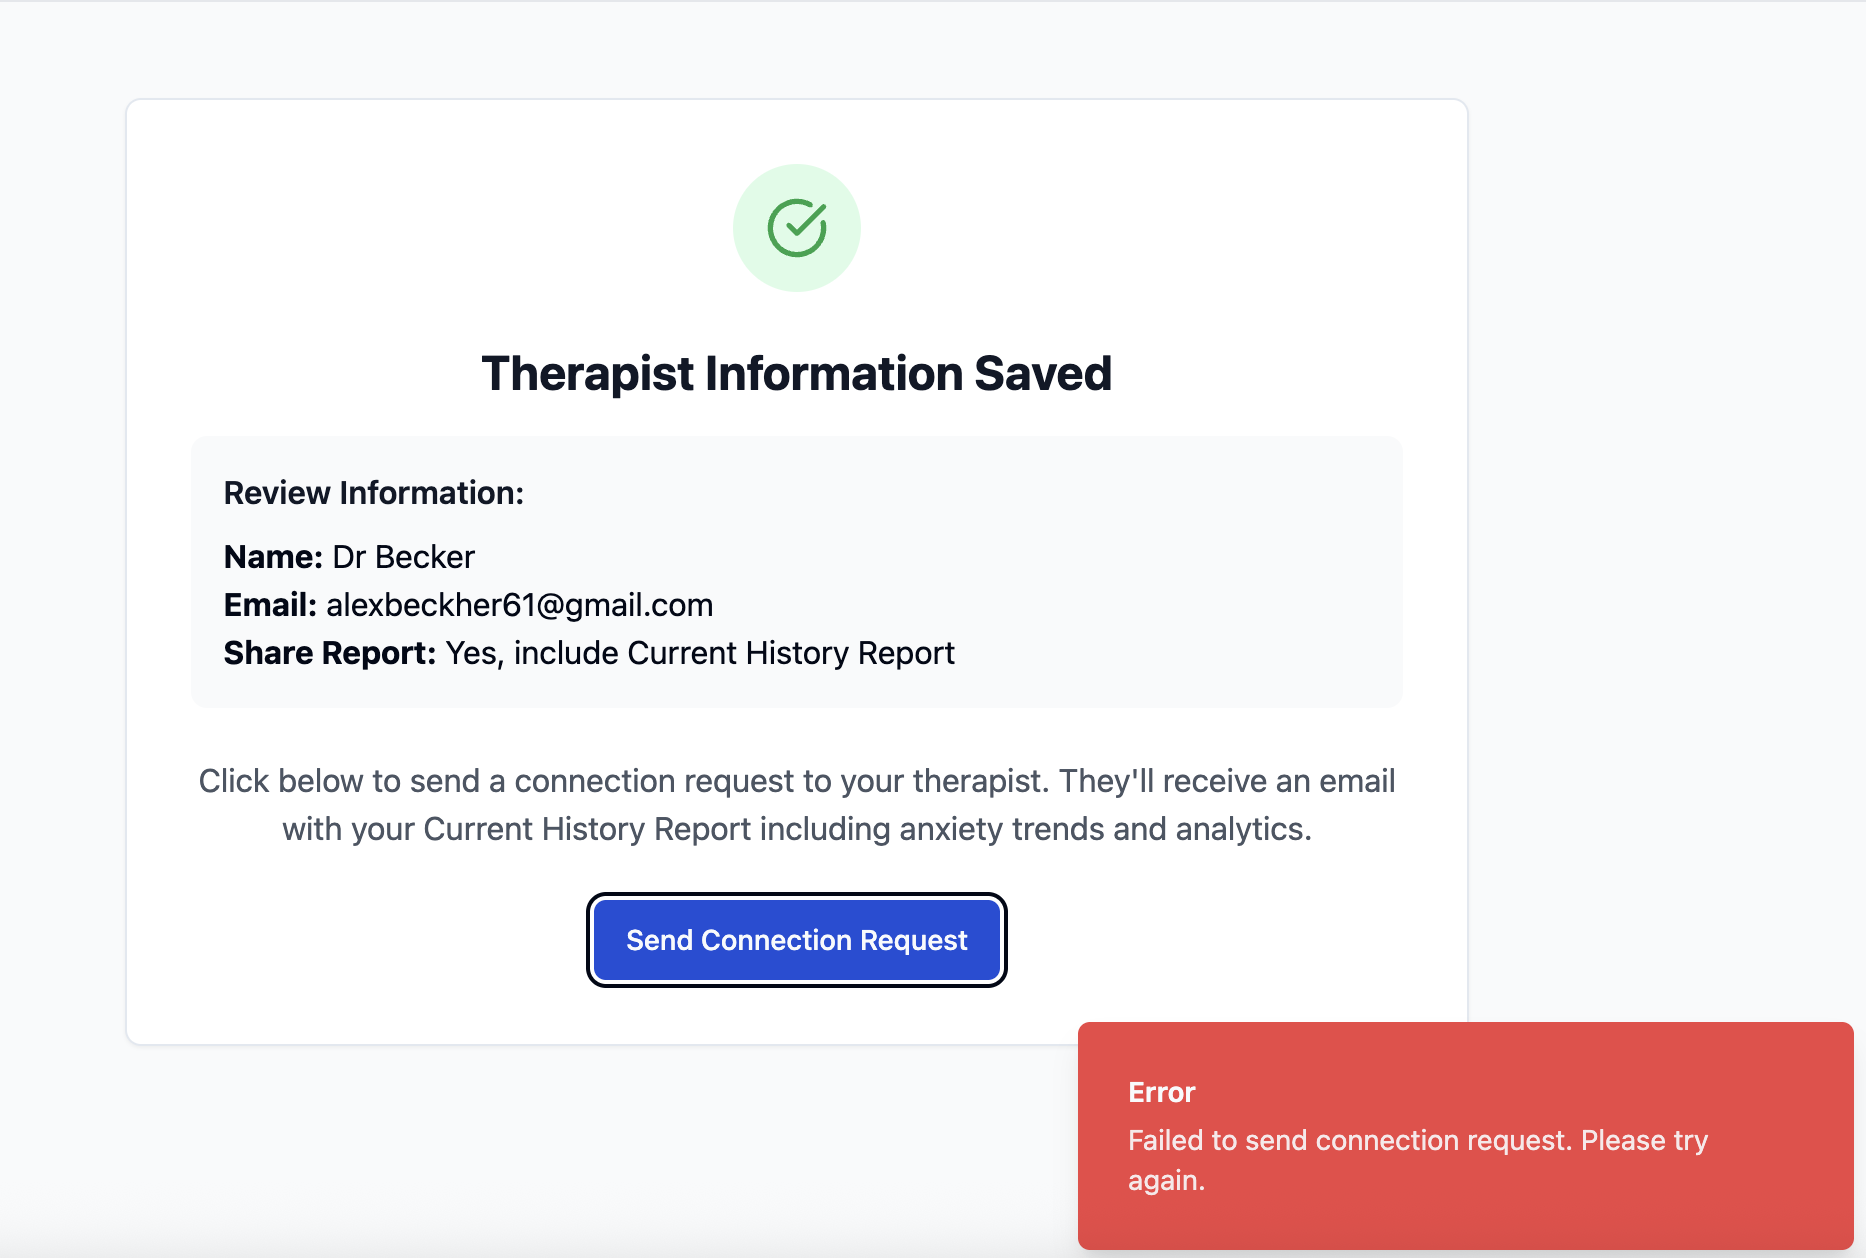 Therapist Information Saved
Review Information:
Name: Dr Becker
Email: alexbeckher61@gmail.com
Share Report: Yes, include Current History Report
Click below to send a connection request to your therapist. They'll receive an email
with your Current History Report including anxiety trends and analytics.
Send Connection Request
Error
Failed to send connection request. Please try
again.